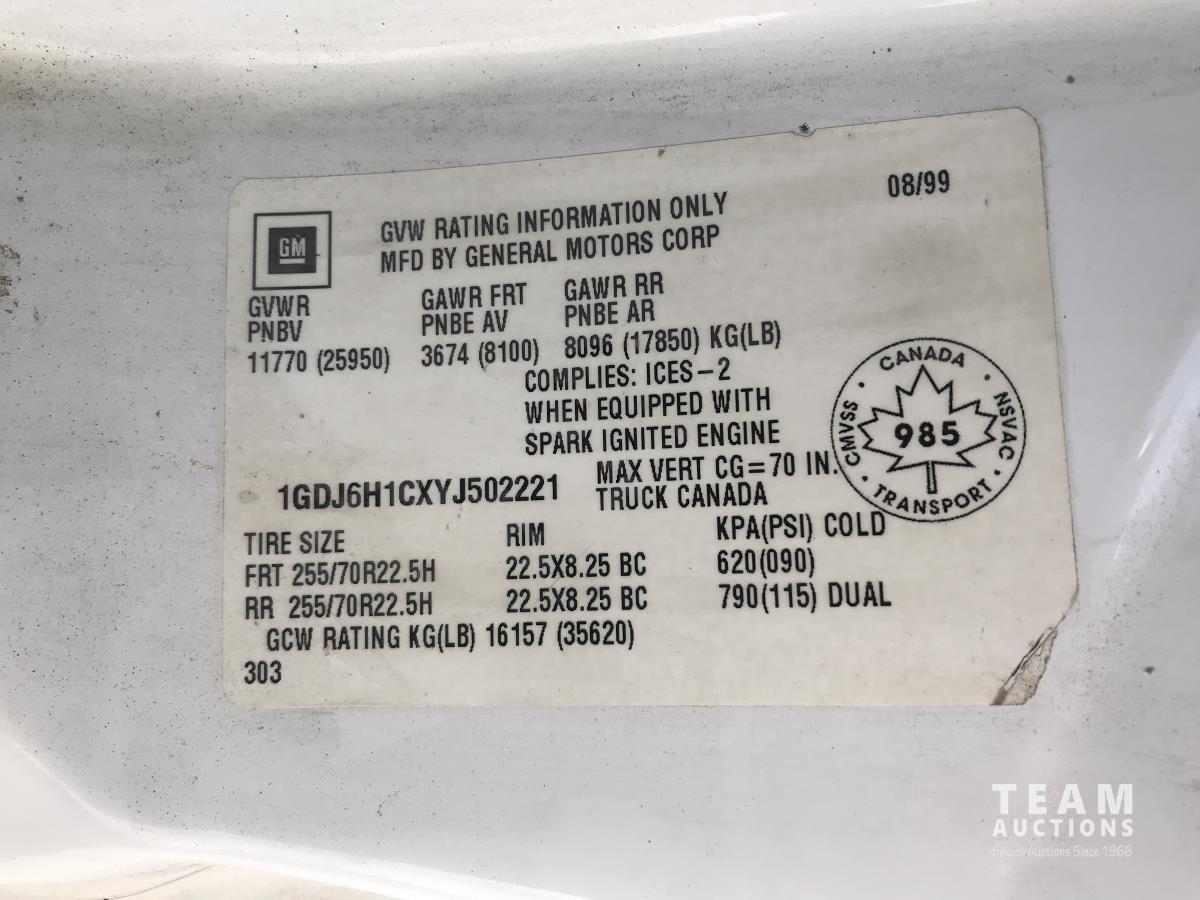 08/99
GM
GVW RATING INFORMATION ONLY
MFD BY GENERAL MOTORS CORP
GVWR GAWR FRT GAWR RR
PNBV PNBE AV PNBE AR
11770 (25950) 3674 (8100) 8096 (17850) KG(LB)
COMPLIES: ICES-2
WHEN EQUIPPED WITH
SPARK IGNITED ENGINE
MAX VERT CG=70 IN.
1GDJ6H1CXYJ502221 TRUCK CANADA
CANADA
CMVSS · 985 · NSVAC
TRANSPORT
TIRE SIZE RIM KPA(PSI) COLD
FRT 255/70R22.5H 22.5X8.25 BC 620(090)
RR 255/70R22.5H 22.5X8.25 BC 790(115) DUAL
GCW RATING KG(LB) 16157 (35620)
303
TEAM
AUCTIONS
Auctions Since 1966